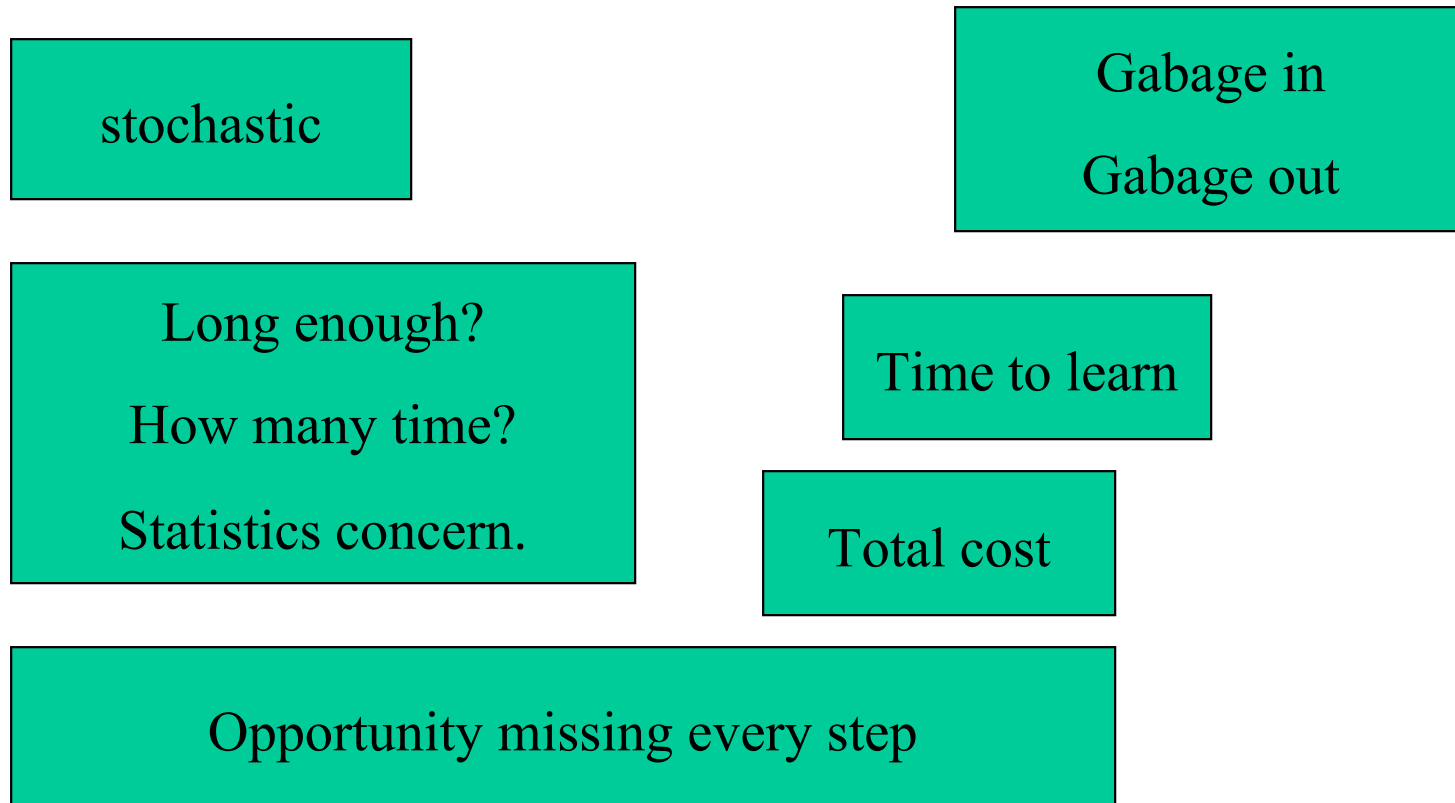 stochastic
Gabage in
Gabage out
Long enough?
How many time?
Statistics concern.
Time to learn
Total cost
Opportunity missing every step